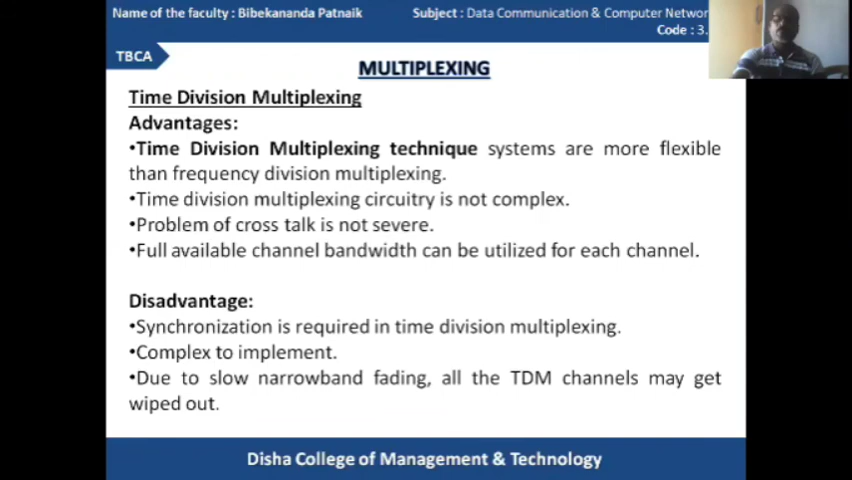 Name of the faculty : Bibekananda Patnaik Subject : Data Communication & Computer Networ
Code : 3.
TBCA
MULTIPLEXING
Time Division Multiplexing
Advantages:
•Time Division Multiplexing technique systems are more flexible
than frequency division multiplexing.
•Time division multiplexing circuitry is not complex.
•Problem of cross talk is not severe.
•Full available channel bandwidth can be utilized for each channel.
Disadvantage:
•Synchronization is required in time division multiplexing.
•Complex to implement.
•Due to slow narrowband fading, all the TDM channels may get
wiped out.
Disha College of Management & Technology